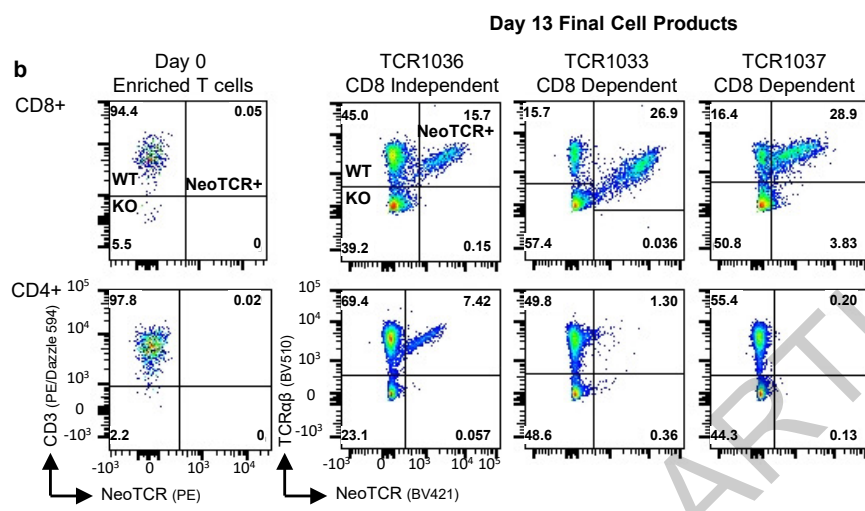 Day 13 Final Cell Products
b
Day 0
Enriched T cells
TCR1036
CD8 Independent
TCR1033
CD8 Dependent
TCR1037
CD8 Dependent
CD8+
94.4 0.05
WT NeoTCR+
KO
5.5 0
45.0 15.7
NeoTCR+
WT
KO
39.2 0.15
15.7 26.9
57.4 0.036
16.4 28.9
50.8 3.83
CD4+
CD3 (PE/Dazzle 594)
10⁵
10⁴
10³
0
-10³
97.8 0.02
2.2 0
-10³ 0 10³ 10⁴
NeoTCR (PE)
TCRαβ (BV510)
10⁵
10⁴
10³
0
-10³
69.4 7.42
23.1 0.057
-10³ 0 10³ 10⁴ 10⁵
NeoTCR (BV421)
49.8 1.30
48.6 0.36
55.4 0.20
44.3 0.13
ARTI